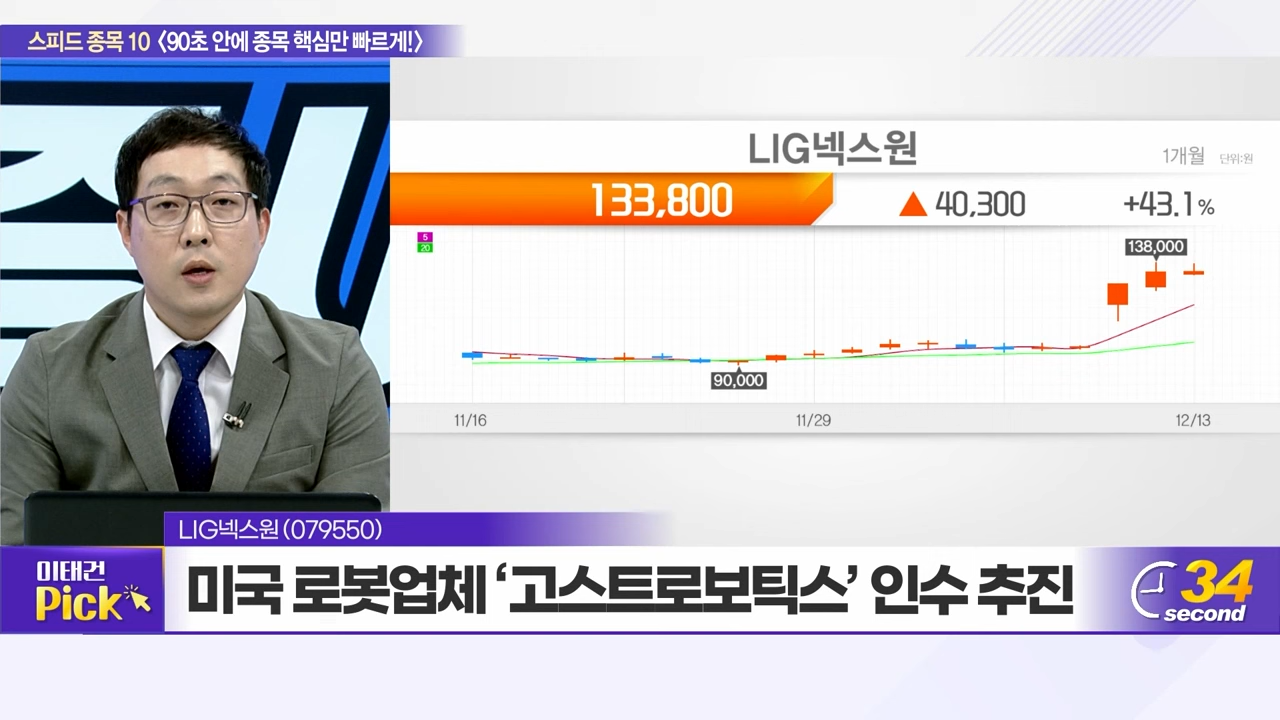 스피드 종목 10 〈90초 안에 종목 핵심만 빠르게!〉
LIG넥스원
1개월 단위:원
133,800 ▲ 40,300 +43.1%
5
20
138,000
90,000
11/16 11/29 12/13
LIG넥스원(079550)
이태건
Pick
미국 로봇업체 ‘고스트로보틱스’ 인수 추진
34
second